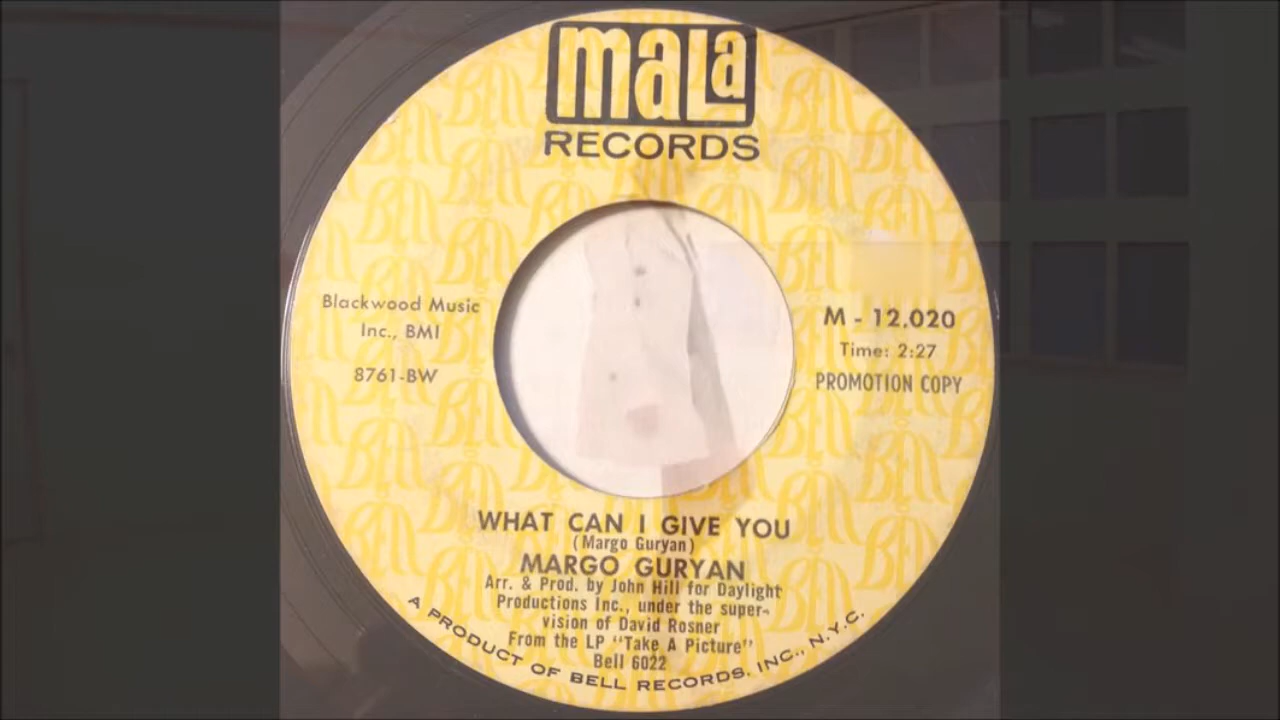 mala
RECORDS
Blackwood Music
Inc., BMI
8761-BW
M - 12.020
Time: 2:27
PROMOTION COPY
WHAT CAN I GIVE YOU
(Margo Guryan)
MARGO GURYAN
Arr. & Prod. by John Hill for Daylight
Productions Inc., under the super-
vision of David Rosner
From the LP "Take A Picture"
Bell 6022
A PRODUCT OF BELL RECORDS, INC., N.Y.C.